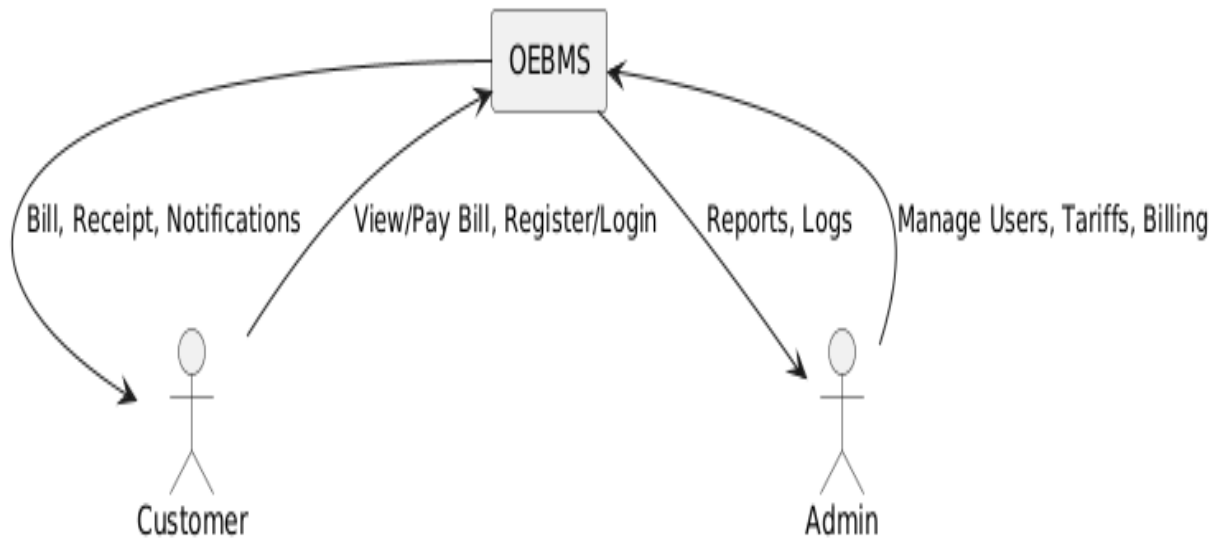 OEBMS
Bill, Receipt, Notifications
View/Pay Bill, Register/Login
Reports, Logs
Manage Users, Tariffs, Billing
Customer
Admin